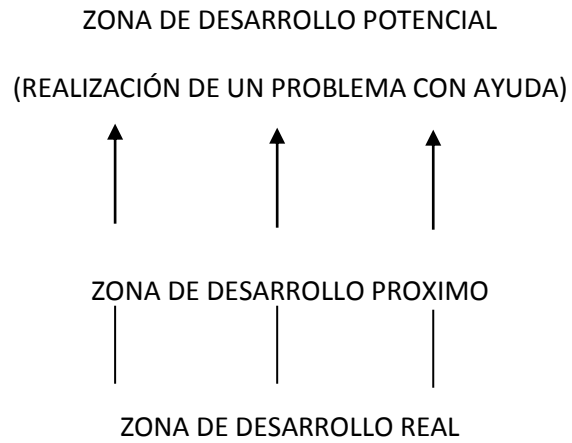 ZONA DE DESARROLLO POTENCIAL
(REALIZACIÓN DE UN PROBLEMA CON AYUDA)
ZONA DE DESARROLLO PROXIMO
ZONA DE DESARROLLO REAL